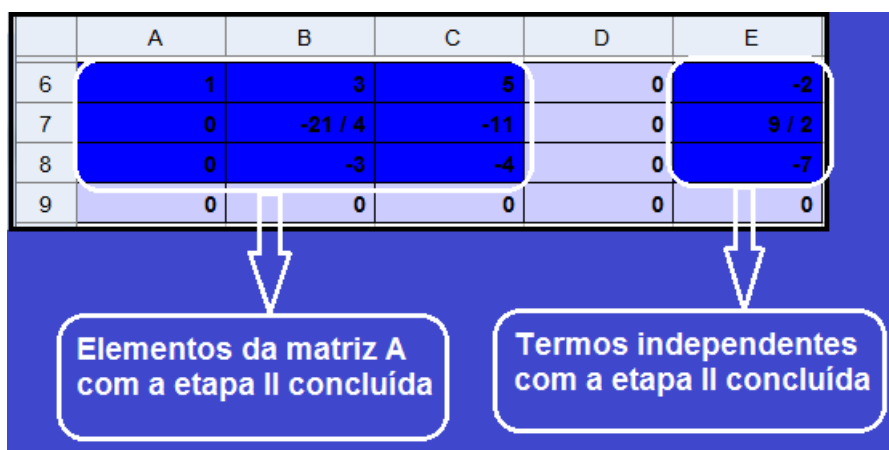 A B C D E
6 1 3 5 0 -2
7 0 -21 / 4 -11 0 9 / 2
8 0 -3 -4 0 -7
9 0 0 0 0 0
Elementos da matriz A
com a etapa II concluída
Termos independentes
com a etapa II concluída